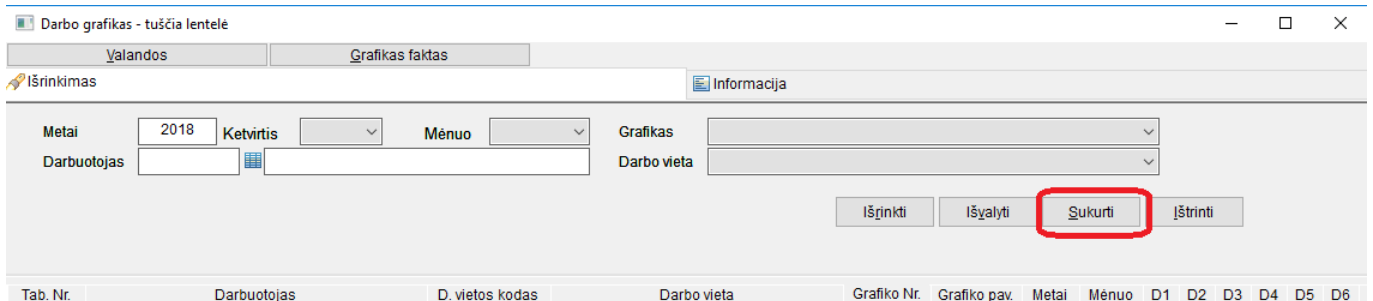 Darbo grafikas - tuščia lentelė
Valandos Grafikas faktas
Išrinkimas Informacija
Metai 2018 Ketvirtis Mėnuo Grafikas
Darbuotojas Darbo vieta
Išrinkti Išvalyti Sukurti Ištrinti
Tab. Nr. Darbuotojas D. vietos kodas Darbo vieta Grafiko Nr. Grafiko pav. Metai Mėnuo D1 D2 D3 D4 D5 D6